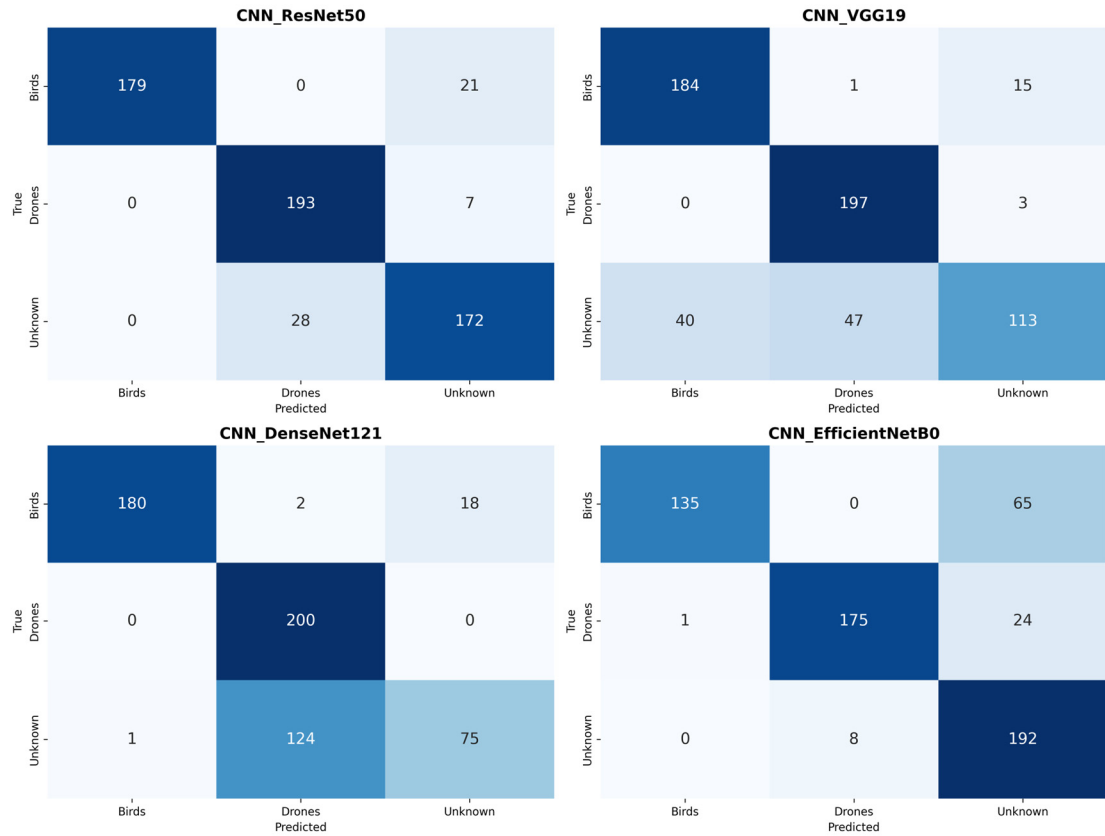 CNN_ResNet50
Birds
179 0 21
True
Drones
0 193 7
Unknown
0 28 172
Birds Drones Unknown
Predicted
CNN_VGG19
Birds
184 1 15
True
Drones
0 197 3
Unknown
40 47 113
Birds Drones Unknown
Predicted
CNN_DenseNet121
Birds
180 2 18
True
Drones
0 200 0
Unknown
1 124 75
Birds Drones Unknown
Predicted
CNN_EfficientNetB0
Birds
135 0 65
True
Drones
1 175 24
Unknown
0 8 192
Birds Drones Unknown
Predicted